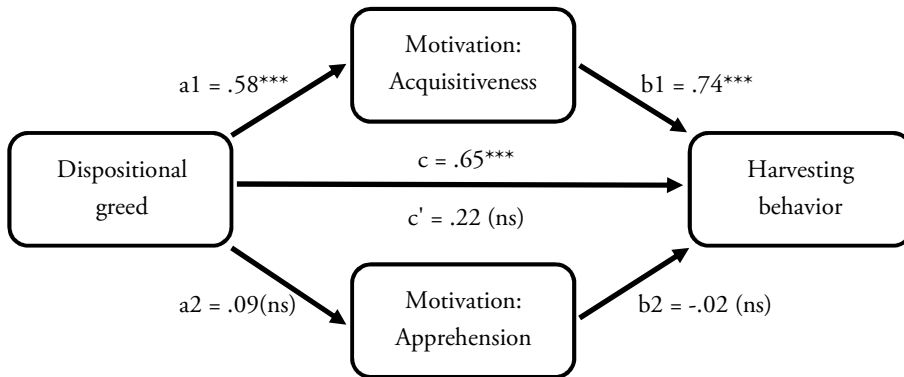 Motivation:
Acquisitiveness
a1 = .58***
b1 = .74***
Dispositional
greed
c = .65***
c' = .22 (ns)
Harvesting
behavior
a2 = .09(ns)
Motivation:
Apprehension
b2 = -.02 (ns)